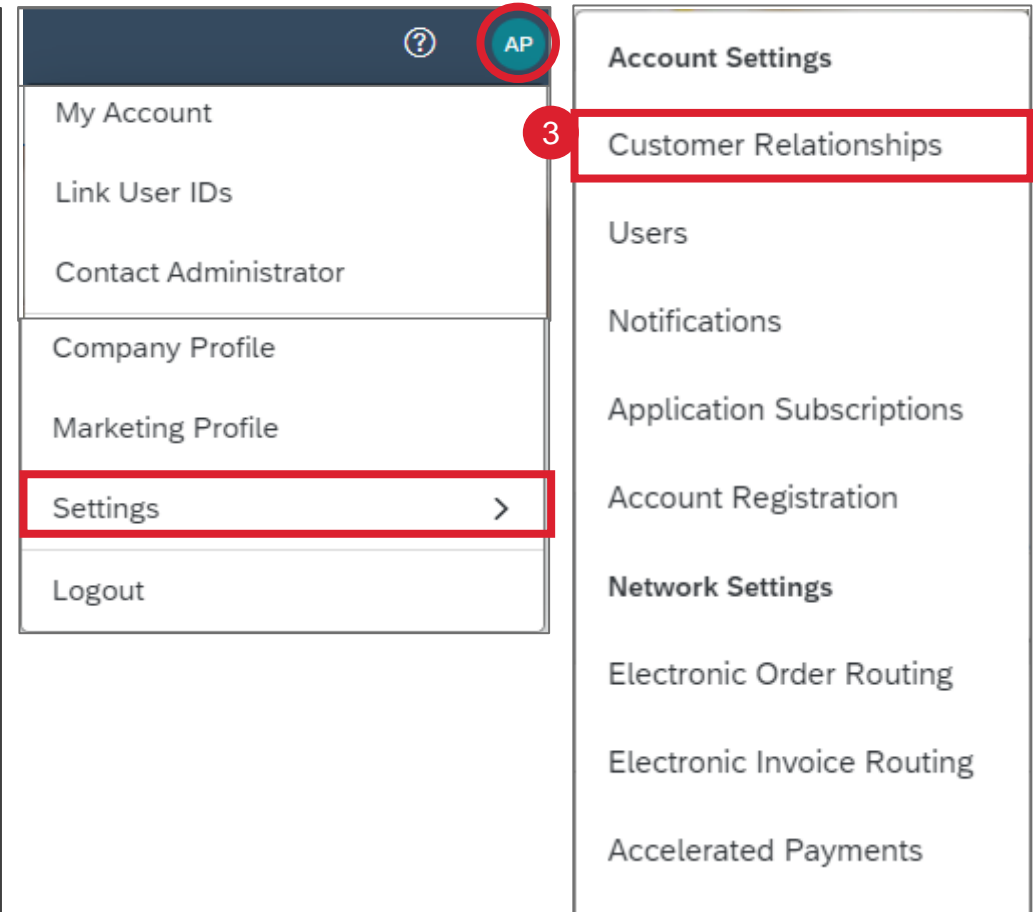 ?
AP
My Account
Link User IDs
Contact Administrator
Company Profile
Marketing Profile
Settings
Logout
Account Settings
3
Customer Relationships
Users
Notifications
Application Subscriptions
Account Registration
Network Settings
Electronic Order Routing
Electronic Invoice Routing
Accelerated Payments